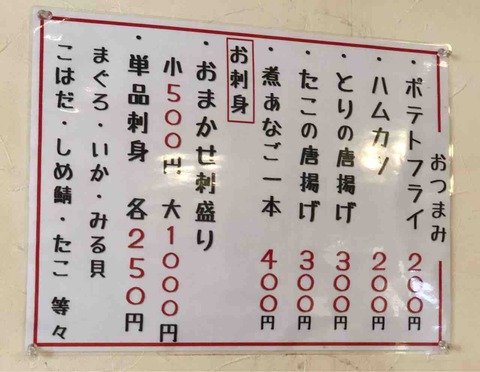 おつまみ
・ポテトフライ 200円
・ハムカツ 200円
・とりの唐揚げ 300円
・たこの唐揚げ 300円
・煮あなご一本 400円
お刺身
・おまかせ刺盛り
小500円 大1000円
・単品刺身 各250円
まぐろ・いか・みる貝
こはだ・しめ鯖・たこ 等々